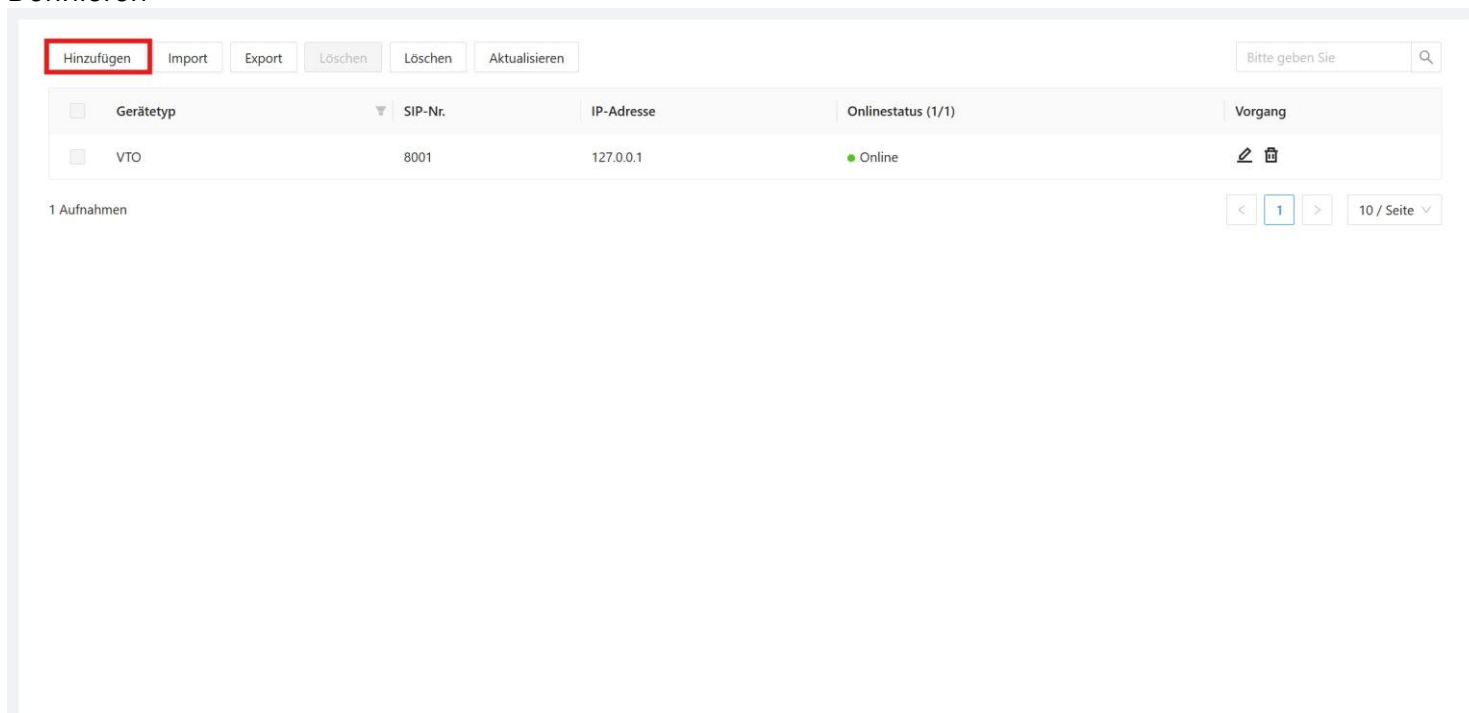 Hinzufügen Import Export Löschen Löschen Aktualisieren Bitte geben Sie
Gerätetyp SIP-Nr. IP-Adresse Onlinestatus (1/1) Vorgang
VTO 8001 127.0.0.1 Online
1 Aufnahmen < 1 > 10 / Seite